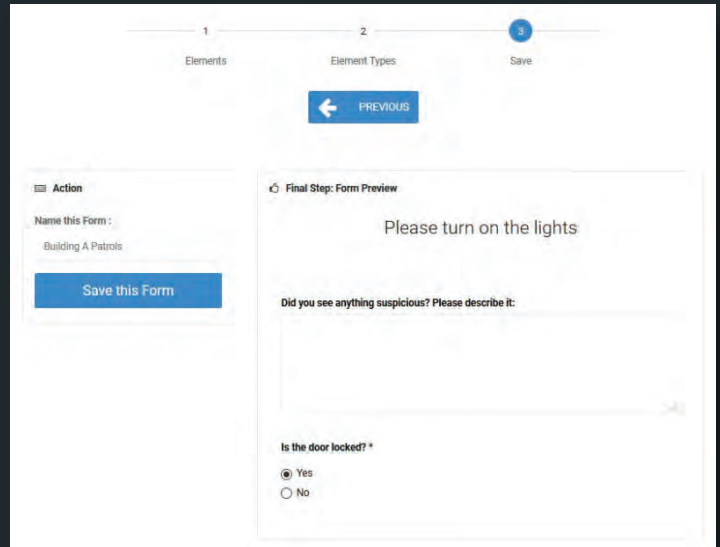 1
2
3
Elements
Element Types
Save
PREVIOUS
Action
Name this Form :
Building A Patrols
Save this Form
Final Step: Form Preview
Please turn on the lights
Did you see anything suspicious? Please describe it:
Is the door locked? *
Yes
No